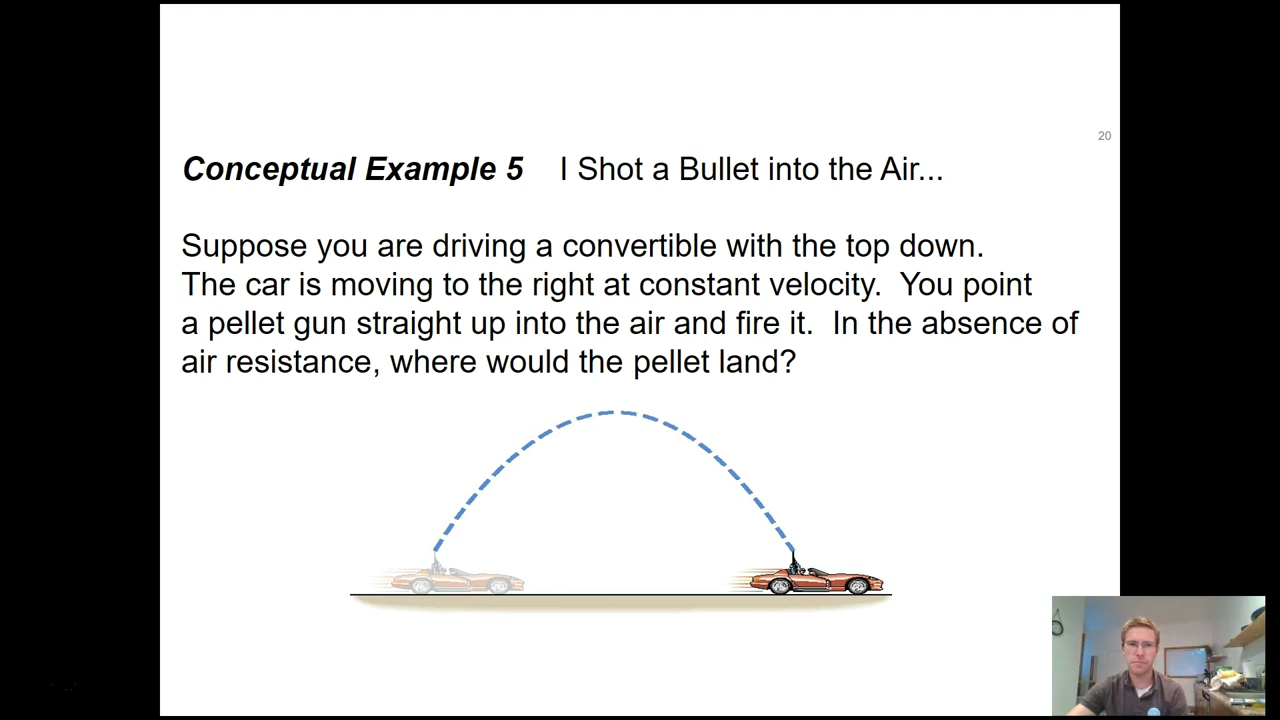 20
Conceptual Example 5 I Shot a Bullet into the Air...
Suppose you are driving a convertible with the top down.
The car is moving to the right at constant velocity. You point
a pellet gun straight up into the air and fire it. In the absence of
air resistance, where would the pellet land?